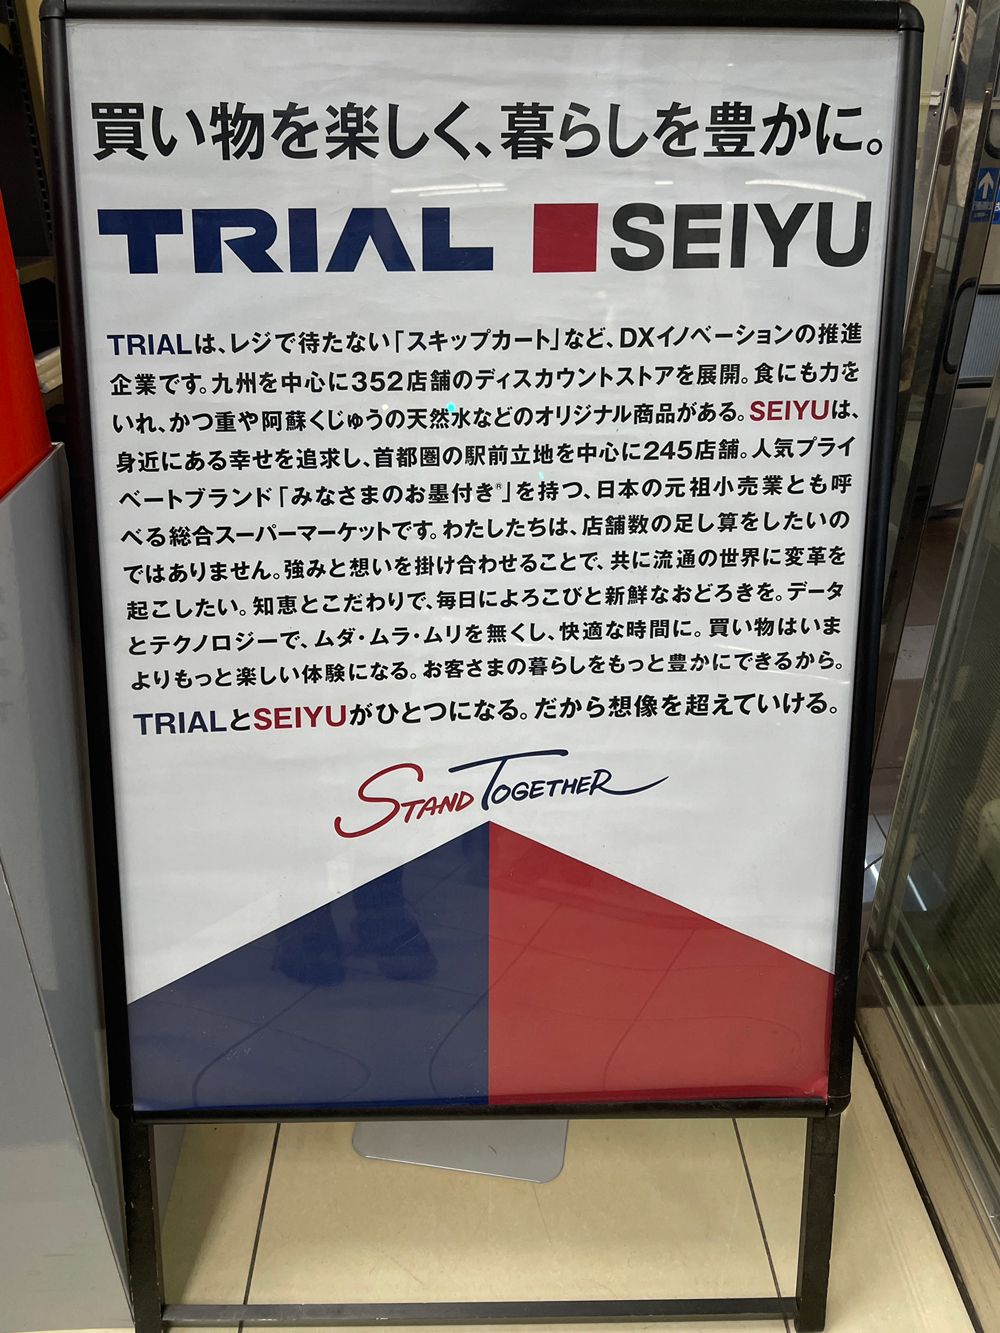 買い物を楽しく、暮らしを豊かに。
TRIAL SEIYU
TRIALは、レジで待たない「スキップカート」など、DXイノベーションの推進
企業です。九州を中心に352店舗のディスカウントストアを展開。食にも力を
いれ、かつ重や阿蘇くじゅうの天然水などのオリジナル商品がある。SEIYUは、
身近にある幸せを追求し、首都圏の駅前立地を中心に245店舗。人気プライ
ベートブランド「みなさまのお墨付き®」を持つ、日本の元祖小売業とも呼
べる総合スーパーマーケットです。わたしたちは、店舗数の足し算をしたいの
ではありません。強みと想いを掛け合わせることで、共に流通の世界に変革を
起こしたい。知恵とこだわりで、毎日によろこびと新鮮なおどろきを。データ
とテクノロジーで、ムダ・ムラ・ムリを無くし、快適な時間に。買い物はいま
よりもっと楽しい体験になる。お客さまの暮らしをもっと豊かにできるから。
TRIALとSEIYUがひとつになる。だから想像を超えていける。
STAND TOGETHER